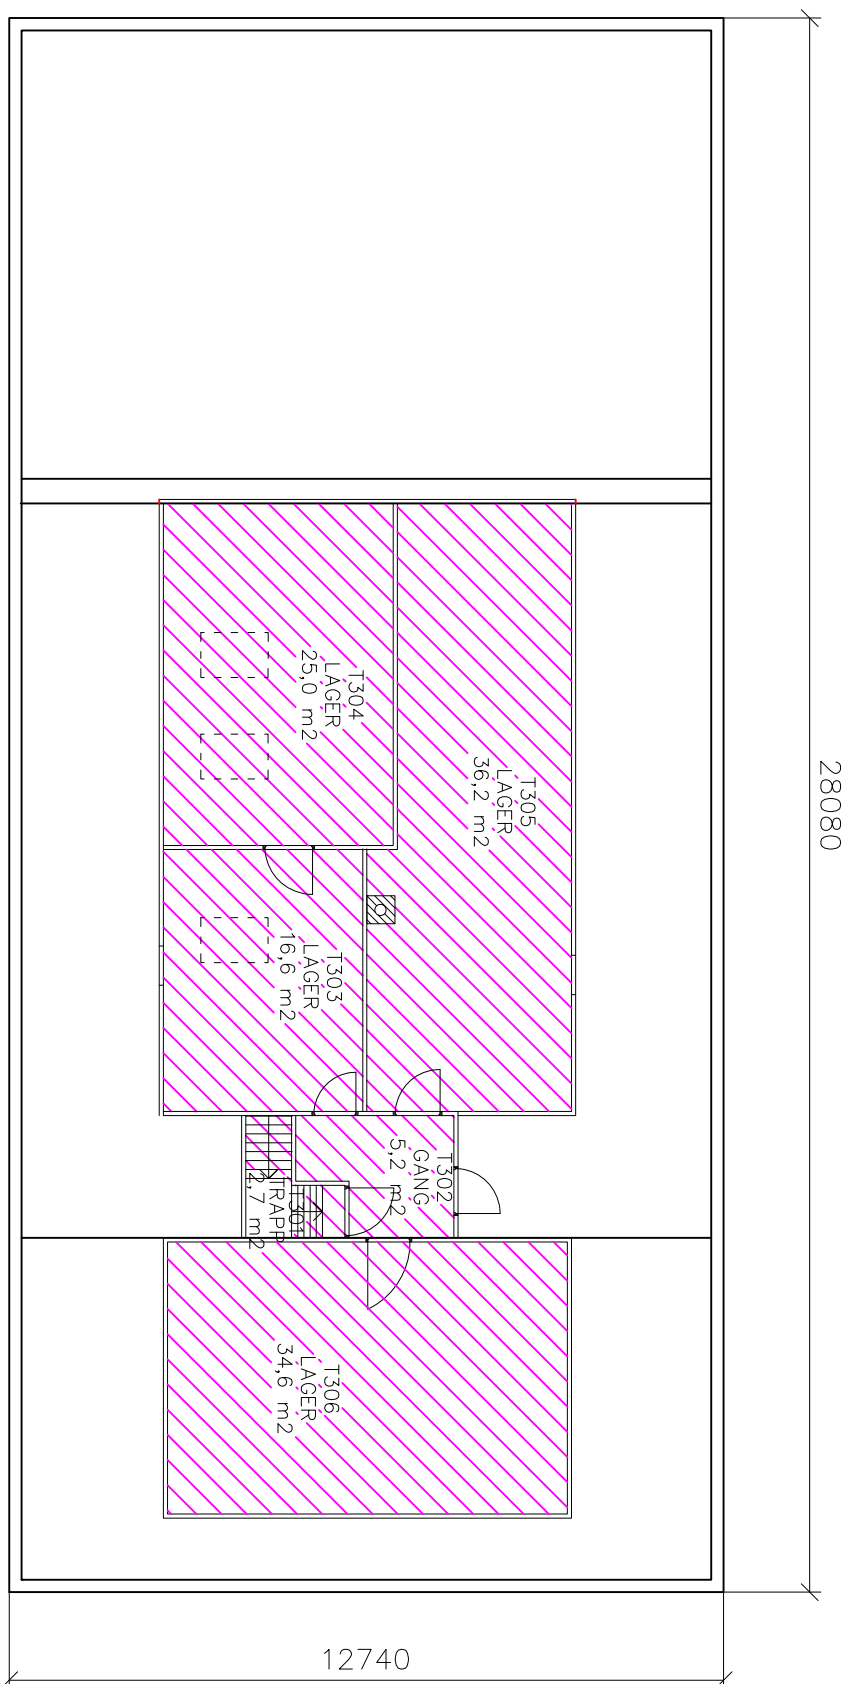 T304
LAGER
25,0 m2
T305
LAGER
36,2 m2
28080
T303
LAGER
16,6 m2
T302
GANG
5,2 m2
T301
TRAPP
2,7 m2
T306
LAGER
34,6 m2
12740